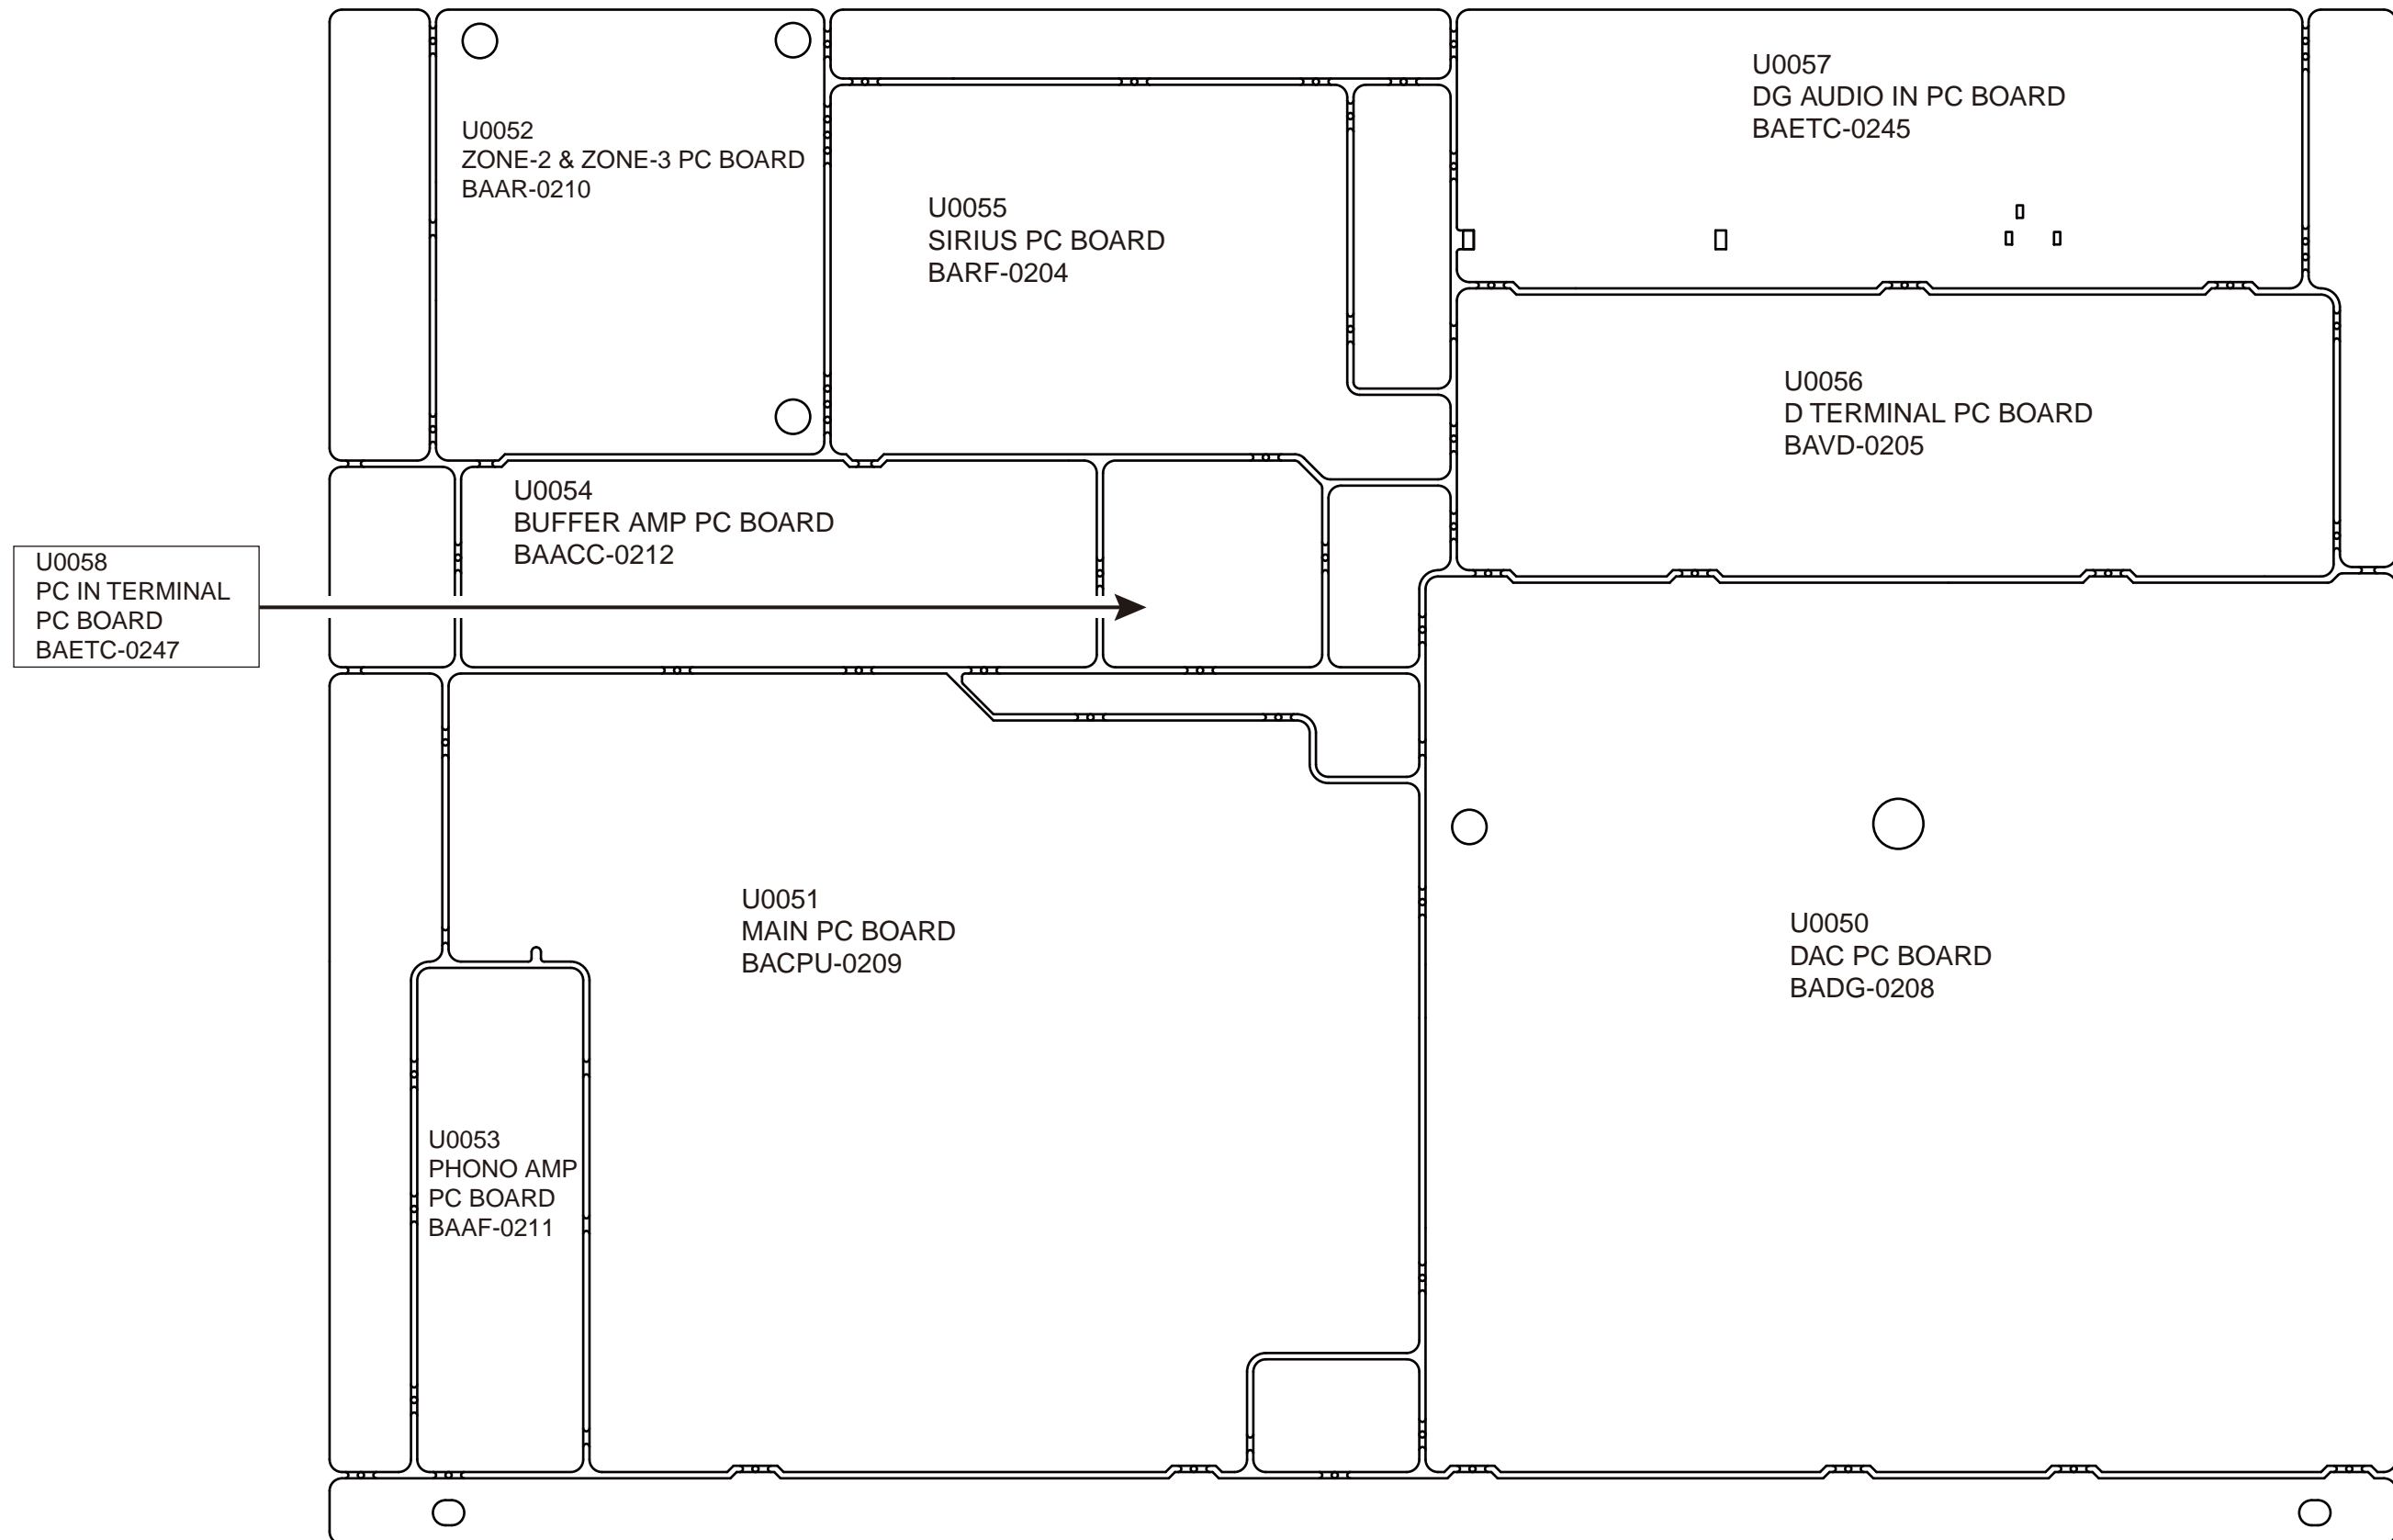 U0052
ZONE-2 & ZONE-3 PC BOARD
BAAR-0210
U0055
SIRIUS PC BOARD
BARF-0204
U0057
DG AUDIO IN PC BOARD
BAETC-0245
U0056
D TERMINAL PC BOARD
BAVD-0205
U0054
BUFFER AMP PC BOARD
BAACC-0212
U0058
PC IN TERMINAL
PC BOARD
BAETC-0247
U0051
MAIN PC BOARD
BACPU-0209
U0050
DAC PC BOARD
BADG-0208
U0053
PHONO AMP
PC BOARD
BAAF-0211